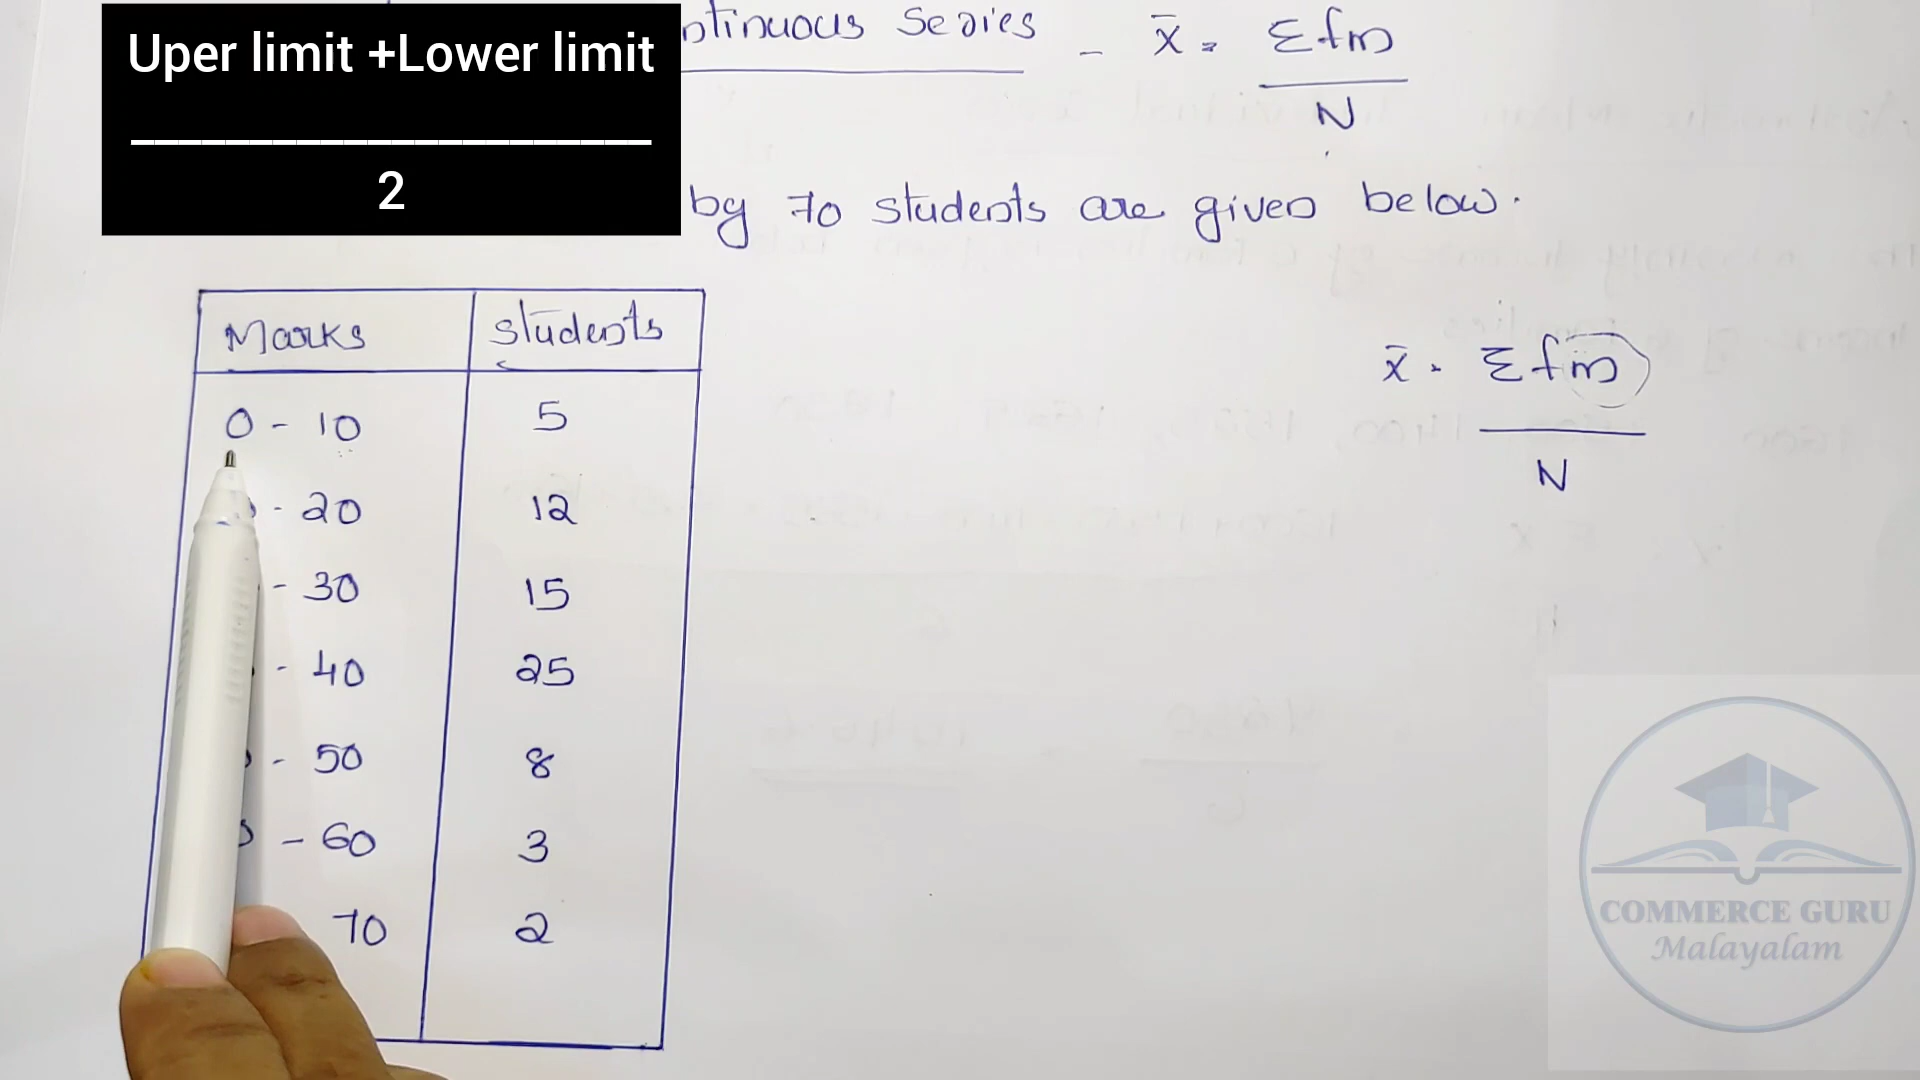 Uper limit +Lower limit
2
ntinuous Series - x̄ = Σfm
N
by 70 students are given below.
Marks students
0 - 10 5
- 20 12
- 30 15
- 40 25
- 50 8
- 60 3
70 2
x̄ = Σfm
N
COMMERCE GURU
Malayalam